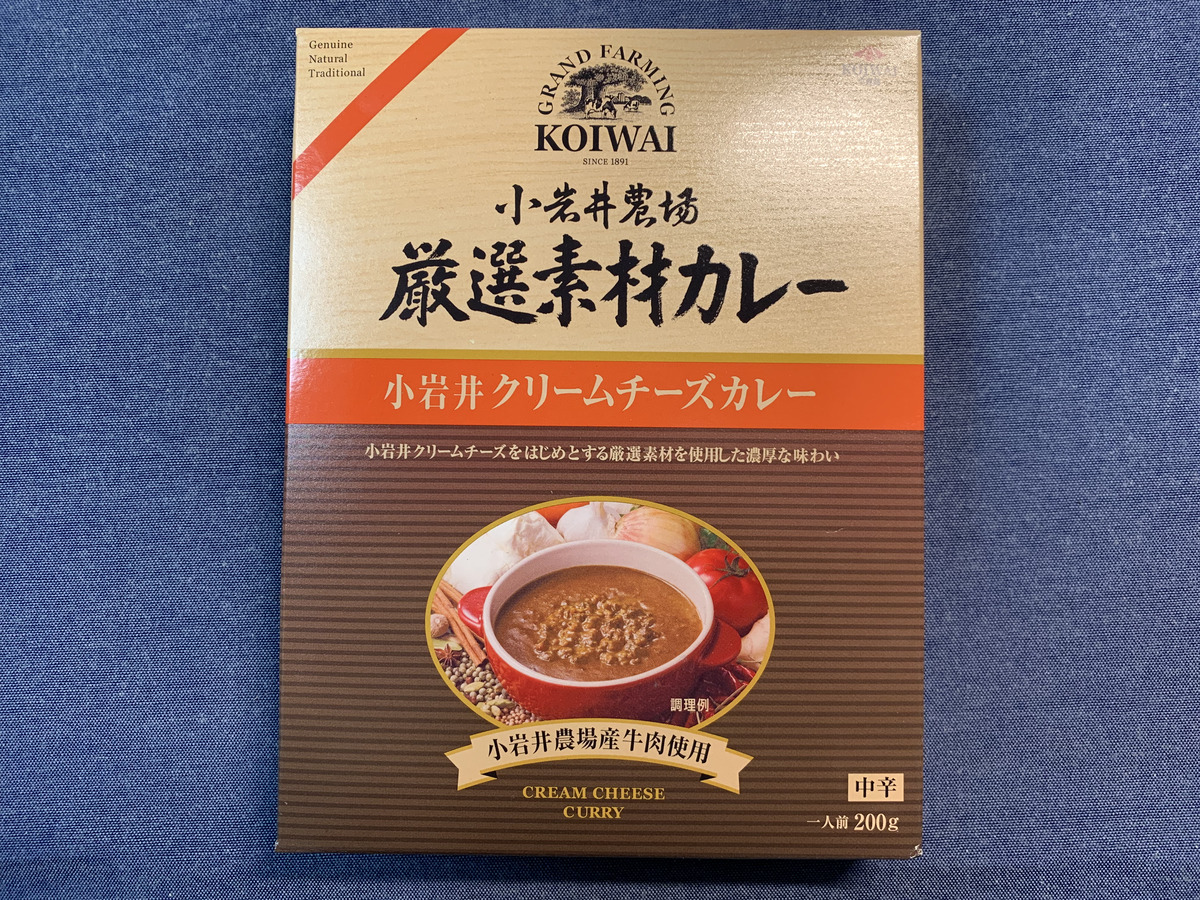 Genuine
Natural
Traditional
GRAND FARMING
KOIWAI
SINCE 1891
KOIWAI
小岩井農場
厳選素材カレー
小岩井クリームチーズカレー
小岩井クリームチーズをはじめとする厳選素材を使用した濃厚な味わい
調理例
小岩井農場産牛肉使用
CREAM CHEESE
CURRY
中辛
一人前 200g